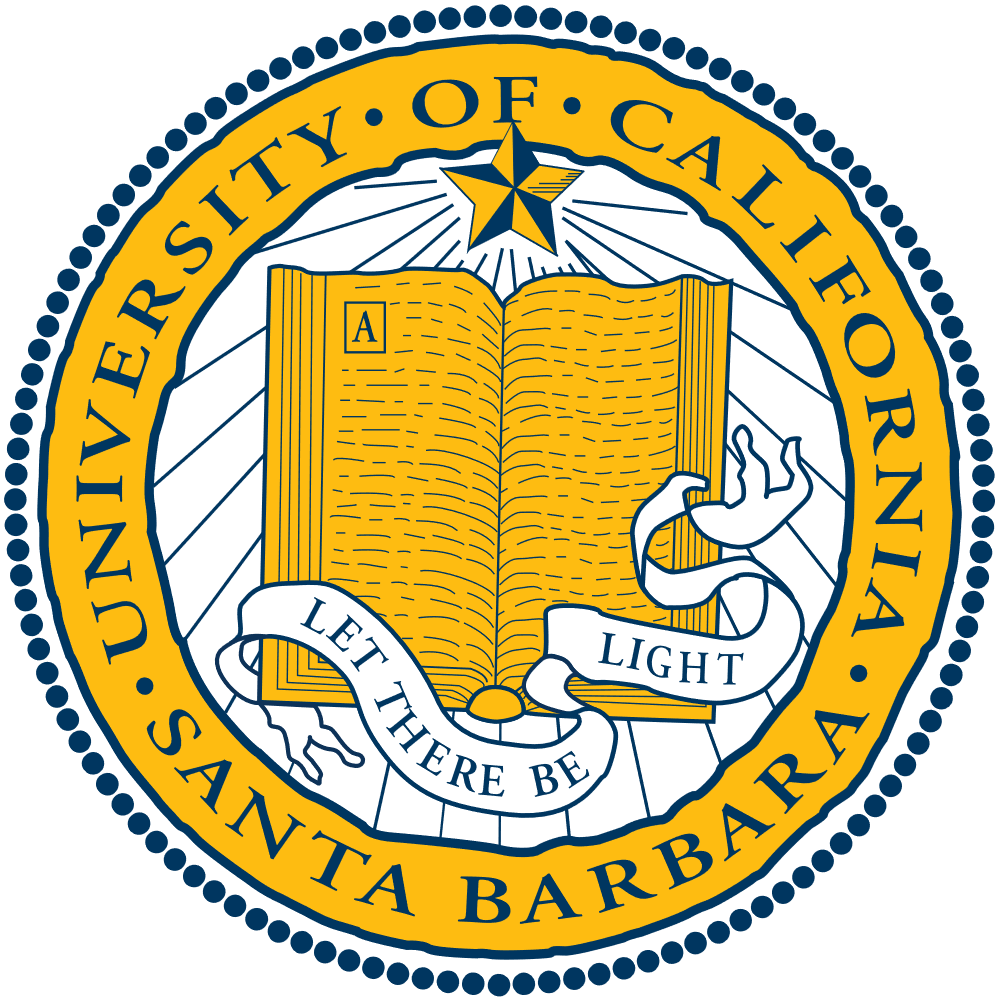 UNIVERSITY · OF · CALIFORNIA
· SANTA BARBARA ·
A
LET THERE BE
LIGHT